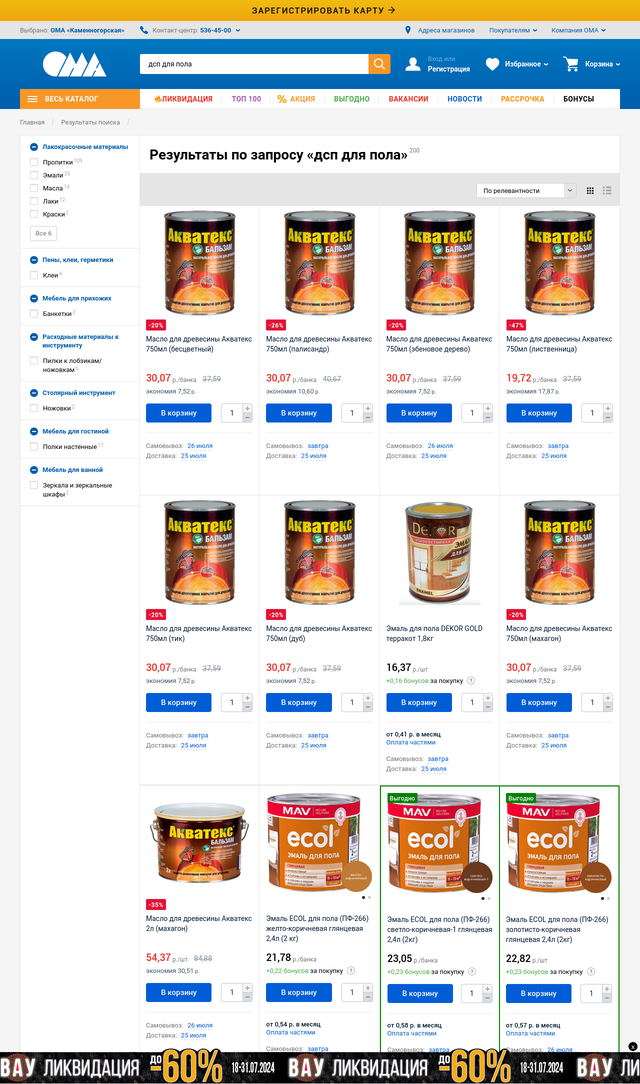 ЗАРЕГИСТРИРОВАТЬ КАРТУ →
Выбрано: ОМА «Каменногорская» Контакт-центр: 536-45-00 Адреса магазинов Покупателям Компания ОМА
ОМА дсп для пола Вход или Регистрация Избранное Корзина
ВЕСЬ КАТАЛОГ ЛИКВИДАЦИЯ ТОП 100 % АКЦИЯ ВЫГОДНО ВАКАНСИИ НОВОСТИ РАССРОЧКА БОНУСЫ
Главная / Результаты поиска /
Лакокрасочные материалы
Пропитки 109
Эмали
Масла 14
Лаки 12
Краски
Все 6
Пены, клеи, герметики
Клеи
Мебель для прихожих
Банкетки
Расходные материалы к
инструменту
Пилки к лобзикам/
ножовкам
Столярный инструмент
Ножовки
Мебель для гостиной
Полки настенные
Мебель для ванной
Зеркала и зеркальные
шкафы
Результаты по запросу «дсп для пола» 200
По релевантности
-20% -26% -20% -47%
Масло для древесины Акватекс
750мл (бесцветный)
30,07 р./банка 37,59
экономия 7,52 р.
В корзину 1 + −
Самовывоз: 26 июля
Доставка: 25 июля
Масло для древесины Акватекс
750мл (палисандр)
30,07 р./банка 40,67
экономия 10,60 р.
В корзину 1 + −
Самовывоз: завтра
Доставка: 25 июля
Масло для древесины Акватекс
750мл (эбеновое дерево)
30,07 р./банка 37,59
экономия 7,52 р.
В корзину 1 + −
Самовывоз: 26 июля
Доставка: 25 июля
Масло для древесины Акватекс
750мл (лиственница)
19,72 р./банка 37,59
экономия 17,87 р.
В корзину 1 + −
Самовывоз: завтра
Доставка: 25 июля
-20% -20% -20%
Масло для древесины Акватекс
750мл (тик)
30,07 р./банка 37,59
экономия 7,52 р.
В корзину 1 + −
Самовывоз: завтра
Доставка: 25 июля
Масло для древесины Акватекс
750мл (дуб)
30,07 р./банка 37,59
экономия 7,52 р.
В корзину 1 + −
Самовывоз: завтра
Доставка: 25 июля
Эмаль для пола DEKOR GOLD
терракот 1,8кг
16,37 р./шт
+0,16 бонусов за покупку ?
В корзину 1 + −
от 0,41 р. в месяц
Оплата частями
Самовывоз: завтра
Доставка: 25 июля
Масло для древесины Акватекс
750мл (махагон)
30,07 р./банка 37,59
экономия 7,52 р.
В корзину 1 + −
Самовывоз: завтра
Доставка: 25 июля
Акватекс БАЛЬЗАМ
-35%
Масло для древесины Акватекс
2л (махагон)
54,37 р./шт 84,88
экономия 30,51 р.
В корзину 1 + −
Самовывоз: 26 июля
Доставка: 25 июля
MAV
ecol
ЭМАЛЬ ДЛЯ ПОЛА
Эмаль ECOL для пола (ПФ-266)
желто-коричневая глянцевая
2,4л (2 кг)
21,78 р./банка
+0,22 бонусов за покупку ?
В корзину 1 + −
от 0,54 р. в месяц
Оплата частями
Выгодно
MAV
ecol
ЭМАЛЬ ДЛЯ ПОЛА
Эмаль ECOL для пола (ПФ-266)
светло-коричневая-1 глянцевая
2,4л (2кг)
23,05 р./банка
+0,23 бонусов за покупку ?
В корзину 1 + −
от 0,58 р. в месяц
Оплата частями
Выгодно
MAV
ecol
ЭМАЛЬ ДЛЯ ПОЛА
Эмаль ECOL для пола (ПФ-266)
золотисто-коричневая
глянцевая 2,4л (2кг)
22,82 р./банка
+0,23 бонусов за покупку ?
В корзину 1 + −
от 0,57 р. в месяц
Оплата частями
ВАУ ЛИКВИДАЦИЯ до -60% 18-31.07.2024 ВАУ ЛИКВИДАЦИЯ до -60% 18-31.07.2024 ВАУ ЛИК